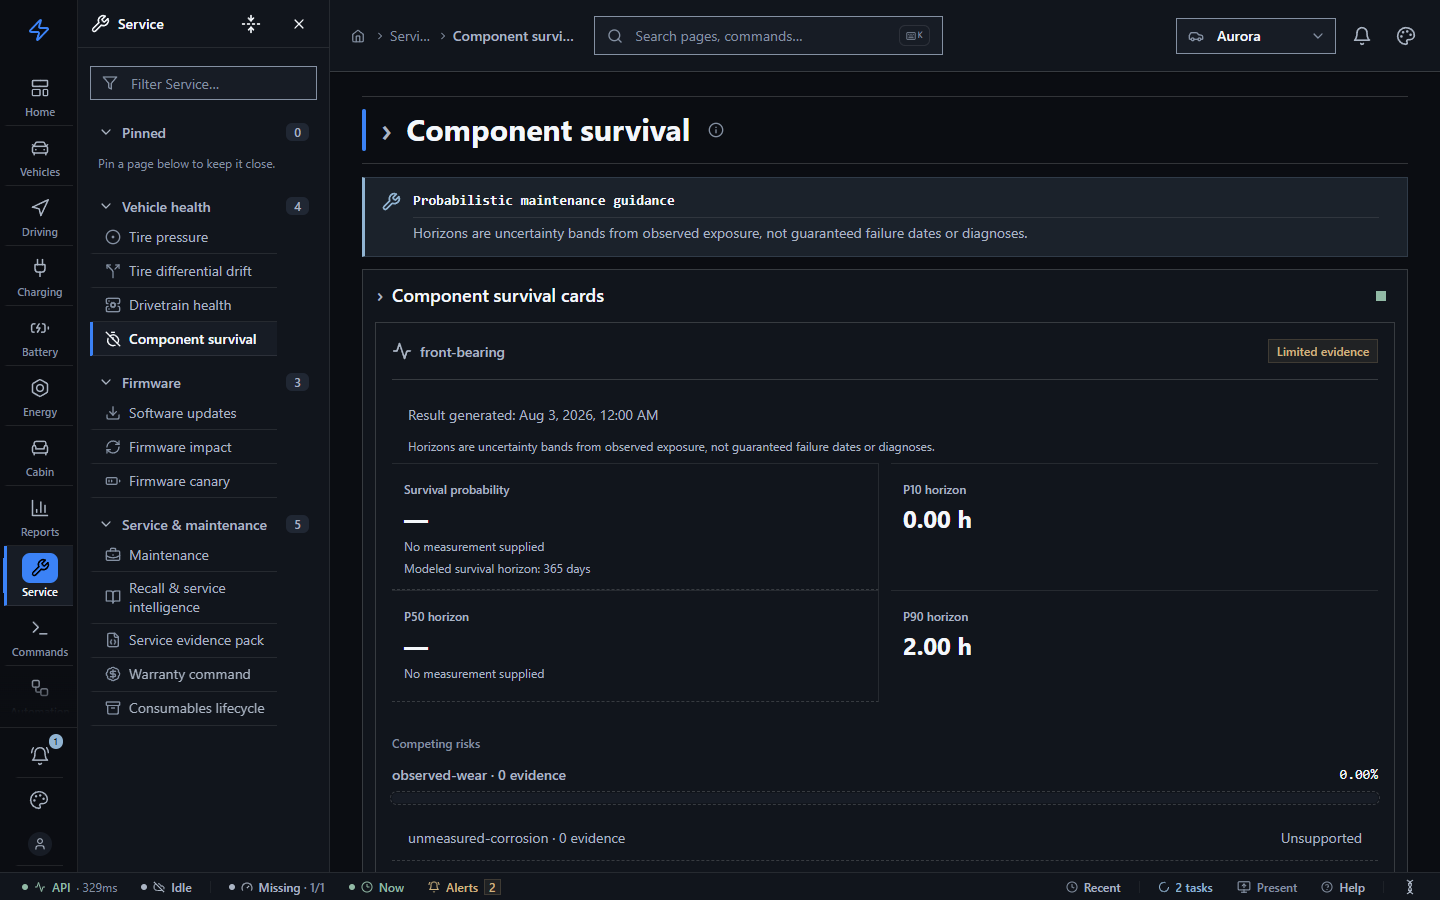 Service
Servi...
Component survi...
Search pages, commands...
K
Aurora
Home
Vehicles
Driving
Charging
Battery
Energy
Cabin
Reports
Service
Commands
1
Filter Service...
Pinned
0
Pin a page below to keep it close.
Vehicle health
4
Tire pressure
Tire differential drift
Drivetrain health
Component survival
Firmware
3
Software updates
Firmware impact
Firmware canary
Service & maintenance
5
Maintenance
Recall & service
intelligence
Service evidence pack
Warranty command
Consumables lifecycle
Component survival
Probabilistic maintenance guidance
Horizons are uncertainty bands from observed exposure, not guaranteed failure dates or diagnoses.
Component survival cards
front-bearing
Limited evidence
Result generated: Aug 3, 2026, 12:00 AM
Horizons are uncertainty bands from observed exposure, not guaranteed failure dates or diagnoses.
Survival probability
—
No measurement supplied
Modeled survival horizon: 365 days
P10 horizon
0.00 h
P50 horizon
—
No measurement supplied
P90 horizon
2.00 h
Competing risks
observed-wear · 0 evidence
0.00%
unmeasured-corrosion · 0 evidence
Unsupported
API · 329ms
Idle
Missing · 1/1
Now
Alerts 2
Recent
2 tasks
Present
Help